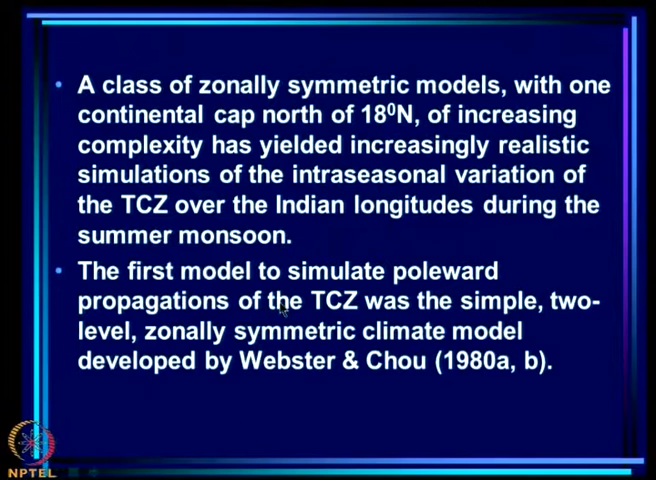 • A class of zonally symmetric models, with one
continental cap north of 18⁰N, of increasing
complexity has yielded increasingly realistic
simulations of the intraseasonal variation of
the TCZ over the Indian longitudes during the
summer monsoon.
• The first model to simulate poleward
propagations of the TCZ was the simple, two-
level, zonally symmetric climate model
developed by Webster & Chou (1980a, b).
NPTEL